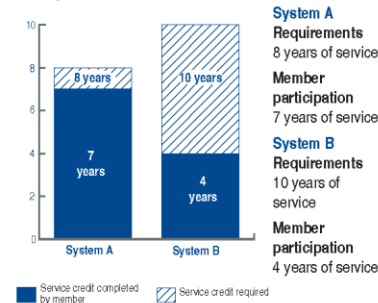 10
8
6
4
2
0
8 years
7
years
System A
10 years
4
years
System B
Service credit completed
by member
Service credit required
System A
Requirements
8 years of service
Member
participation
7 years of service
System B
Requirements
10 years of
service
Member
participation
4 years of service